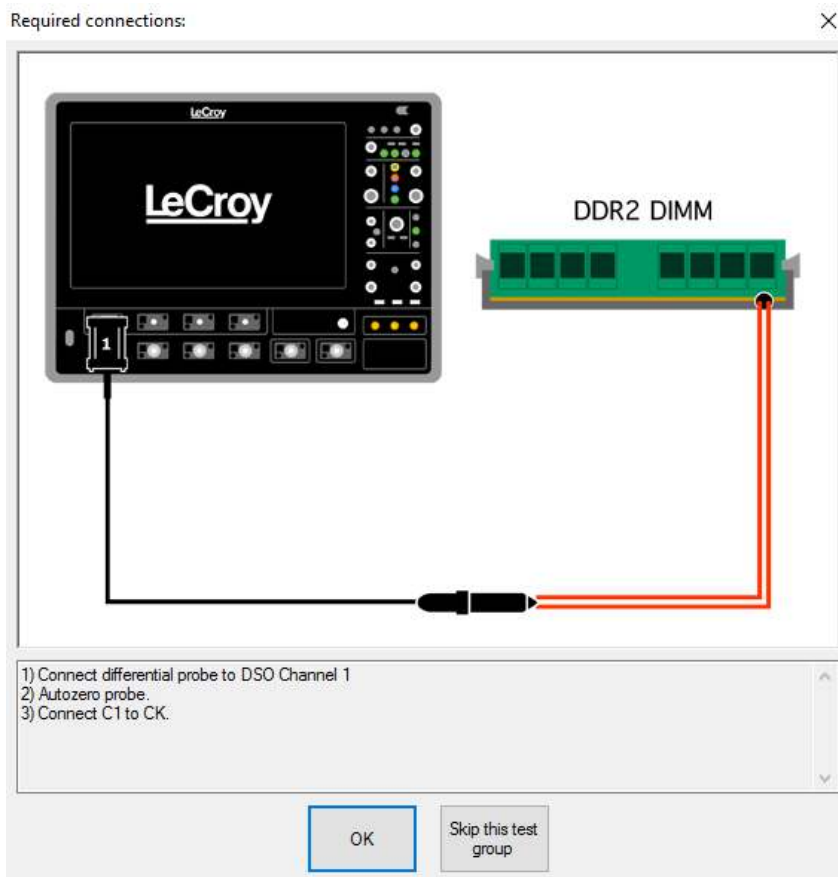 Required connections:
LeCroy
LeCroy
DDR2 DIMM
1
1) Connect differential probe to DSO Channel 1
2) Autozero probe.
3) Connect C1 to CK.
OK
Skip this test
group